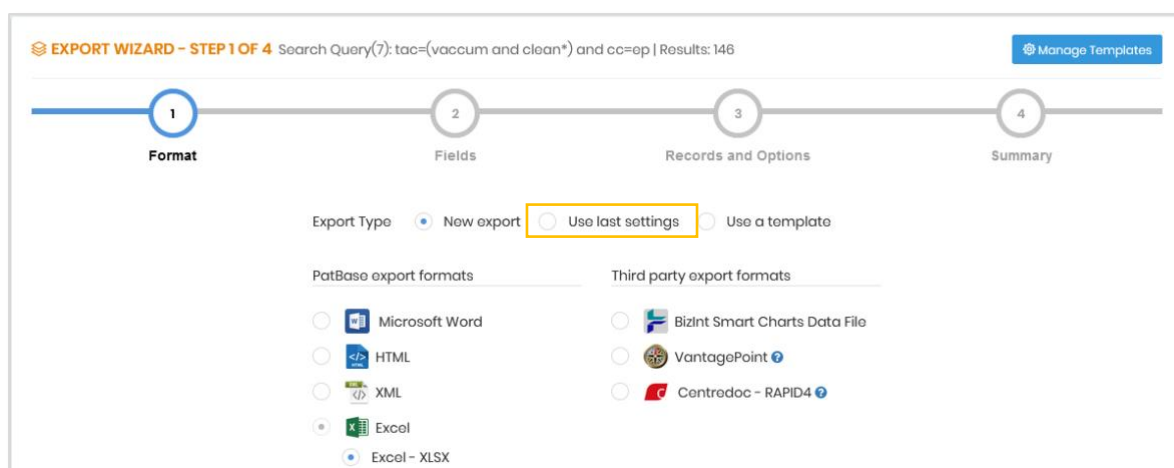 EXPORT WIZARD - STEP 1 OF 4 Search Query(7): tac=(vaccum and clean*) and cc=ep | Results: 146
Manage Templates
1 2 3 4
Format Fields Records and Options Summary
Export Type New export Use last settings Use a template
PatBase export formats Third party export formats
Microsoft Word BizInt Smart Charts Data File
HTML VantagePoint
XML Centredoc - RAPID4
Excel
Excel - XLSX